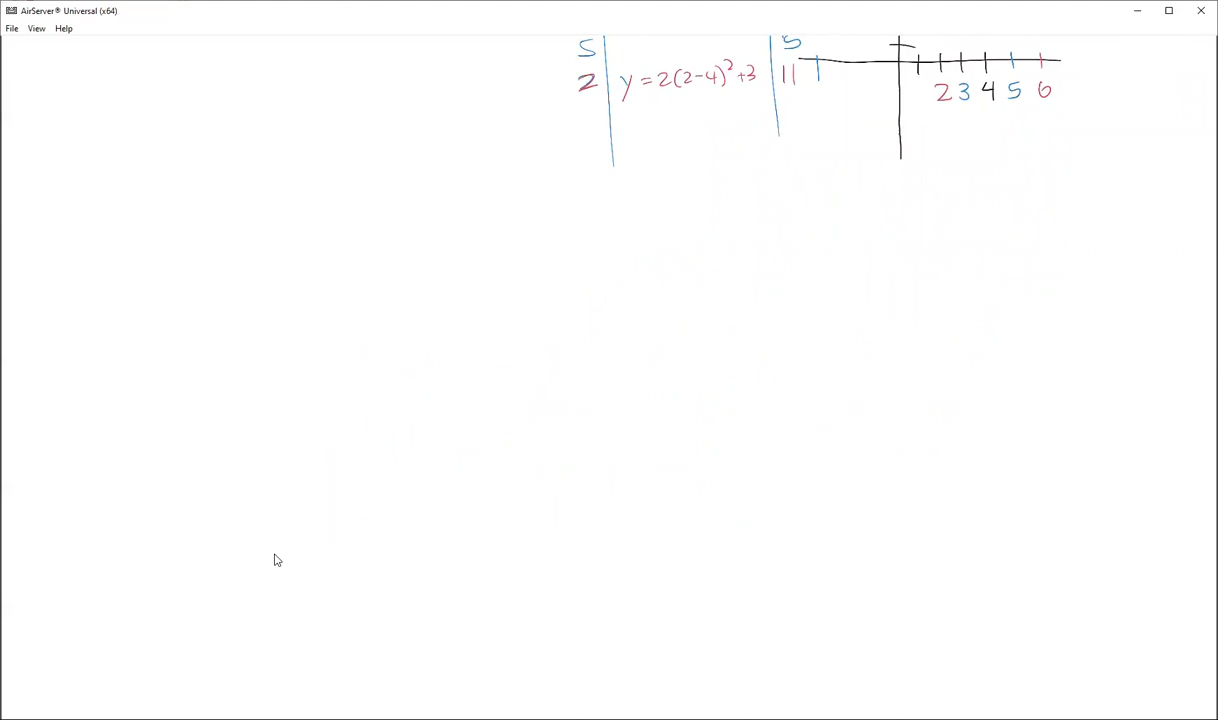 AirServer® Universal (x64)
File View Help
5 5
2 y = 2(2-4)²+3 11
2 3 4 5 6